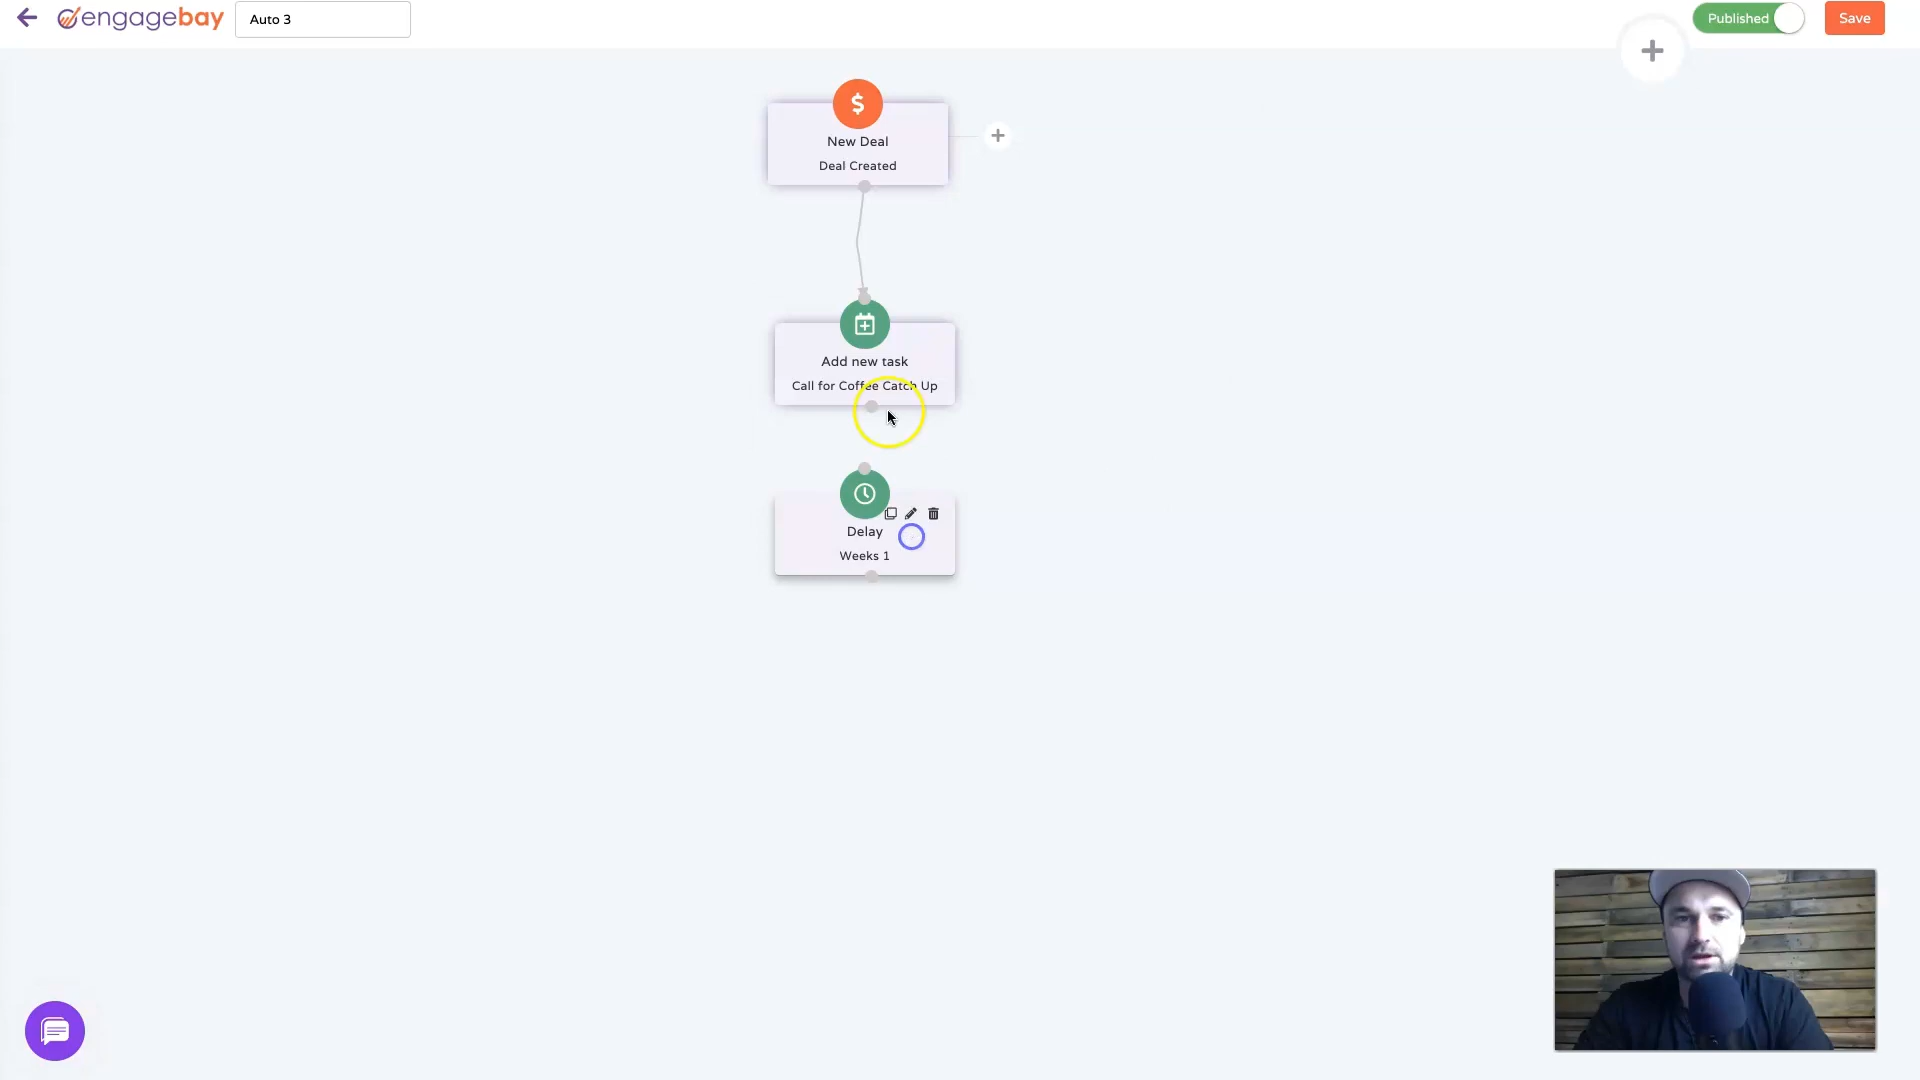 engagebay
Auto 3
Published
Save
New Deal
Deal Created
Add new task
Call for Coffee Catch Up
Delay
Weeks 1